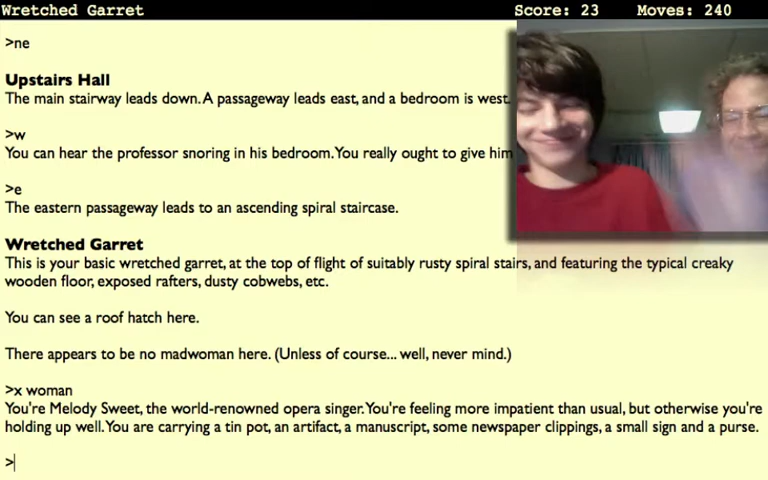 Wretched Garret Score: 23 Moves: 240
>ne
Upstairs Hall
The main stairway leads down. A passageway leads east, and a bedroom is west.
>w
You can hear the professor snoring in his bedroom. You really ought to give him
>e
The eastern passageway leads to an ascending spiral staircase.
Wretched Garret
This is your basic wretched garret, at the top of flight of suitably rusty spiral stairs, and featuring the typical creaky
wooden floor, exposed rafters, dusty cobwebs, etc.
You can see a roof hatch here.
There appears to be no madwoman here. (Unless of course... well, never mind.)
>x woman
You're Melody Sweet, the world-renowned opera singer. You're feeling more impatient than usual, but otherwise you're
holding up well. You are carrying a tin pot, an artifact, a manuscript, some newspaper clippings, a small sign and a purse.
>